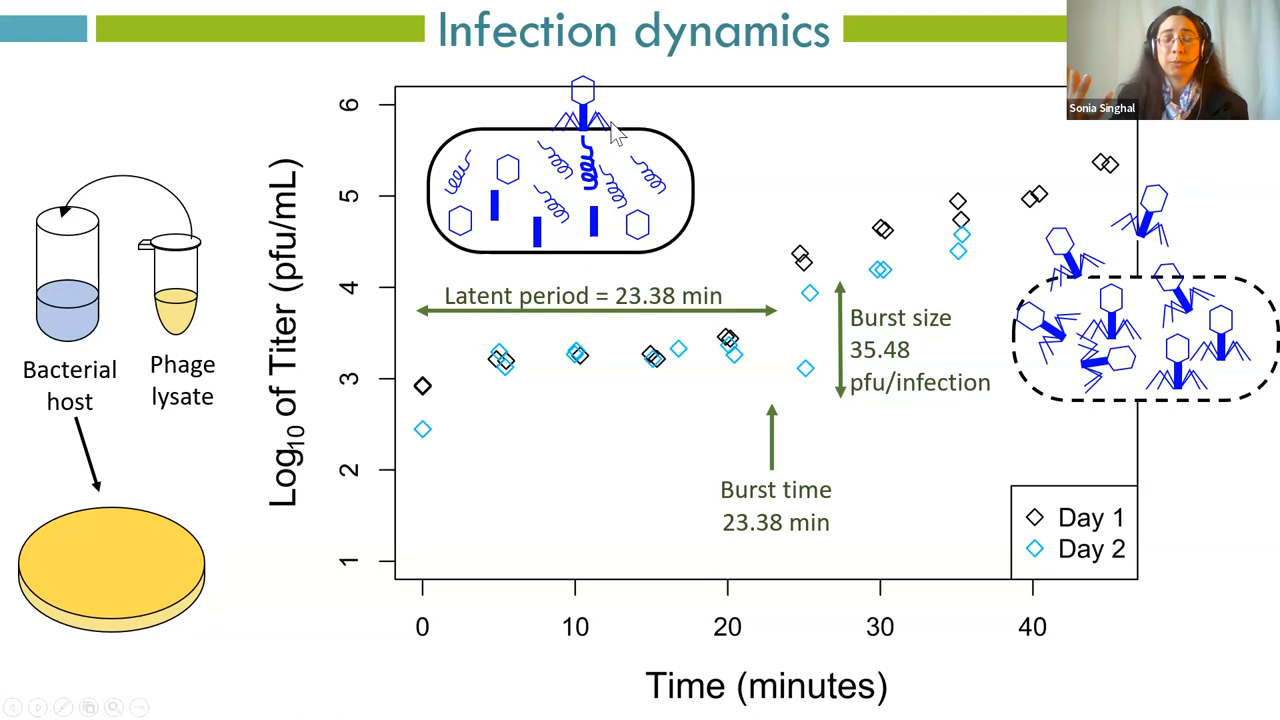 Infection dynamics
Sonia Singhal
Bacterial
host
Phage
lysate
Log10 of Titer (pfu/mL)
6
5
4
3
2
1
Latent period = 23.38 min
Burst size
35.48
pfu/infection
Burst time
23.38 min
Day 1
Day 2
0
10
20
30
40
Time (minutes)